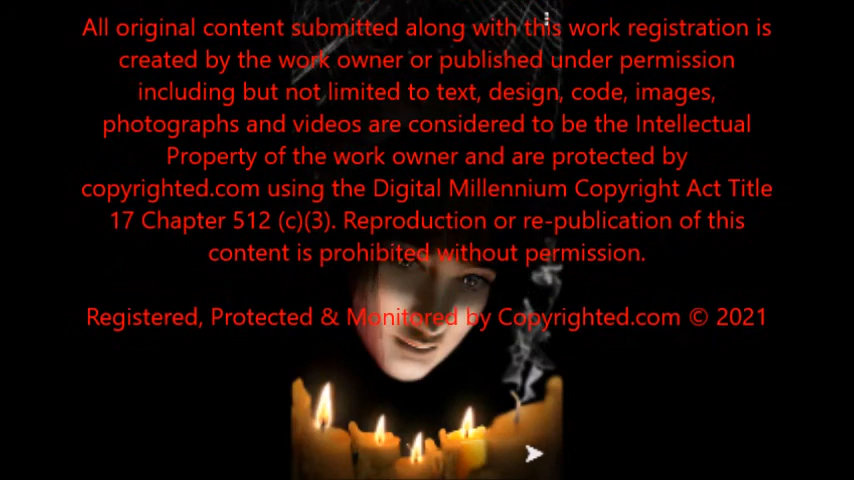 All original content submitted along with this work registration is
created by the work owner or published under permission
including but not limited to text, design, code, images,
photographs and videos are considered to be the Intellectual
Property of the work owner and are protected by
copyrighted.com using the Digital Millennium Copyright Act Title
17 Chapter 512 (c)(3). Reproduction or re-publication of this
content is prohibited without permission.
Registered, Protected & Monitored by Copyrighted.com © 2021